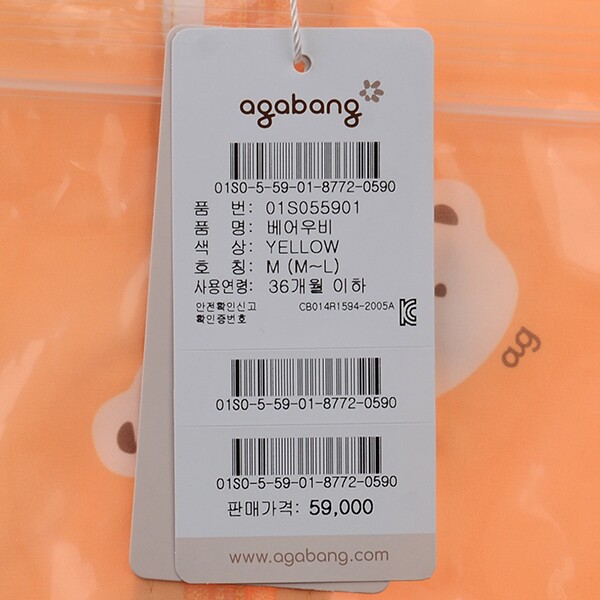 agabang
01S0-5-59-01-8772-0590
품 번: 01S055901
품 명: 베어우비
색 상: YELLOW
호 칭: M (M~L)
사용연령: 36개월 이하
안전확인신고
확인증번호
CB014R1594-2005A
01S0-5-59-01-8772-0590
01S0-5-59-01-8772-0590
판매가격: 59,000
www.agabang.com
ag